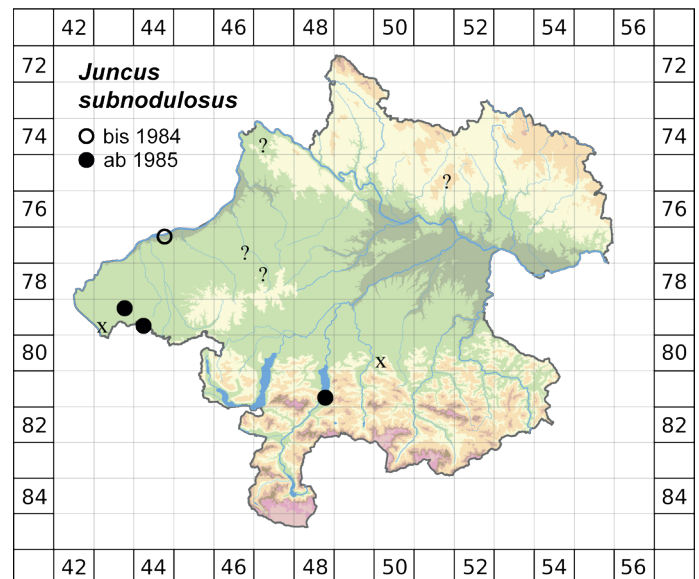 42 44 46 48 50 52 54 56
72 72
Juncus
subnodulosus
bis 1984
ab 1985
74 ? 74
?
76 76
?
78 ? 78
x
80 x 80
82 82
84 84
42 44 46 48 50 52 54 56